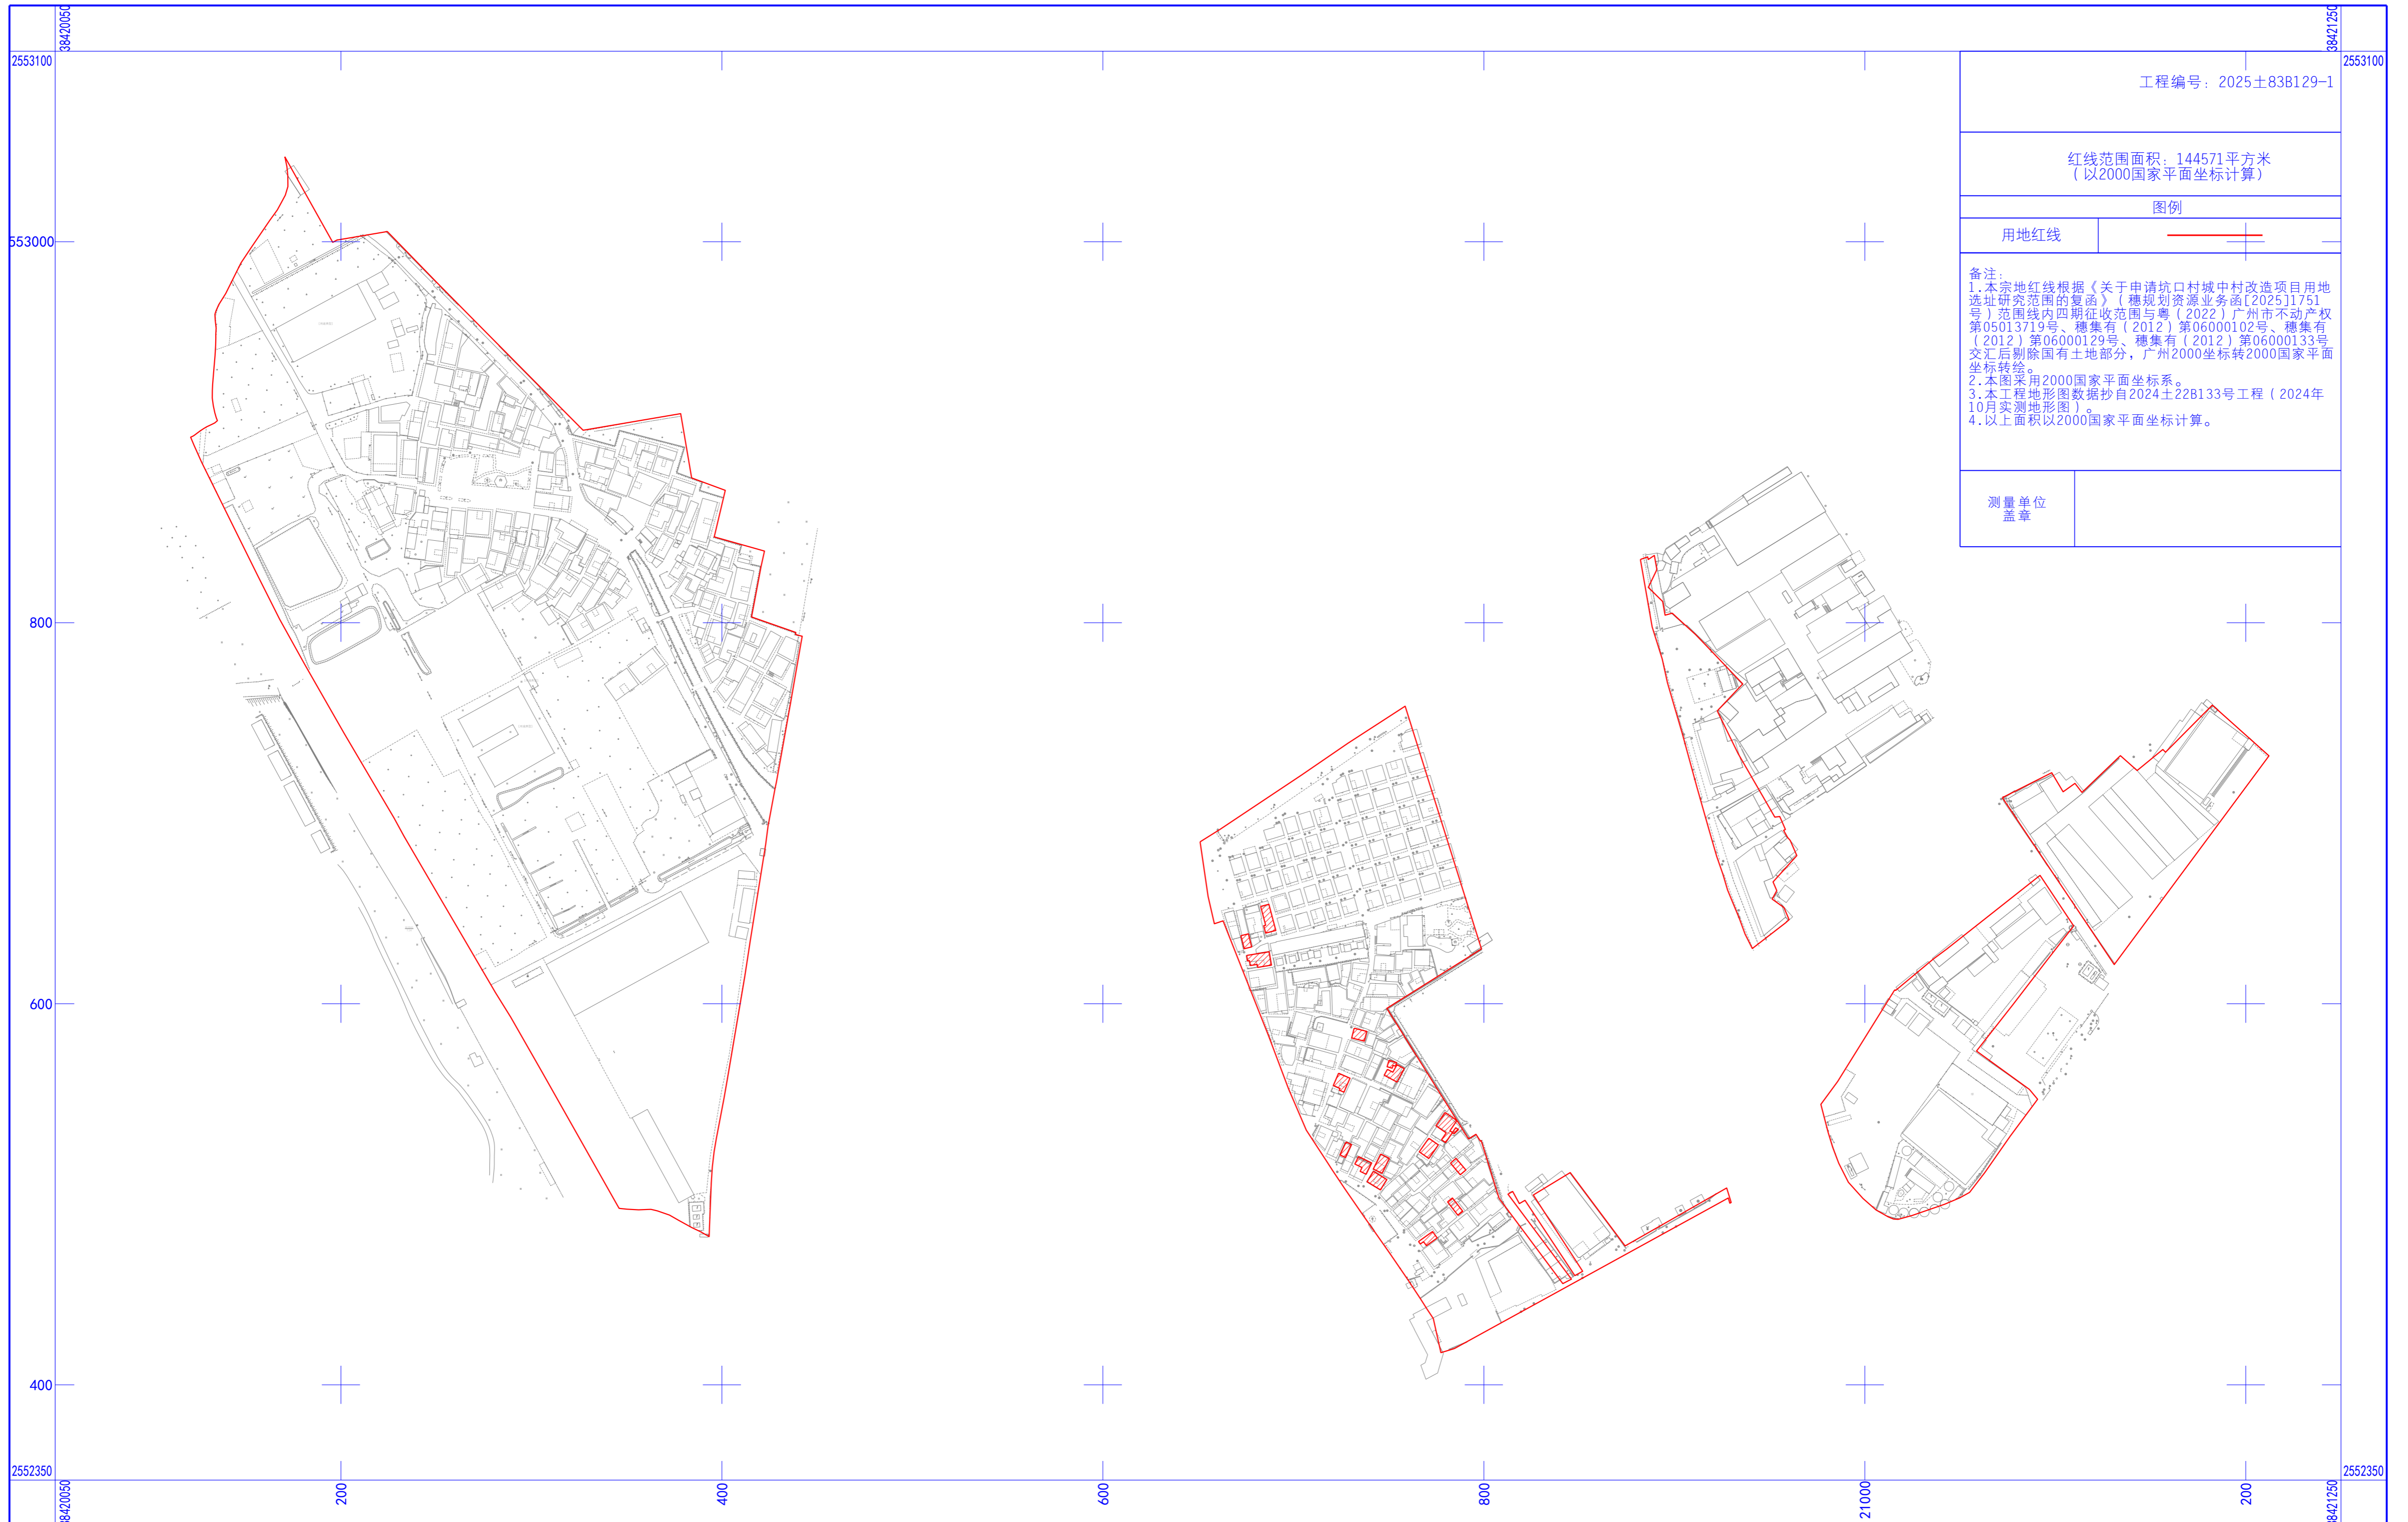 38420050
38421250
2553100
2553100
工程编号：2025土83B129-1
红线范围面积：144571平方米
（以2000国家平面坐标计算）
图例
用地红线
553000
备注：
1.本宗地红线根据《关于申请坑口村城中村改造项目用地
选址研究范围的复函》（穗规划资源业务函[2025]1751
号）范围线内四期征收范围与粤（2022）广州市不动产权
第05013719号、穗集有（2012）第06000102号、穗集有
（2012）第06000129号、穗集有（2012）第06000133号
交汇后剔除国有土地部分，广州2000坐标转2000国家平面
坐标转绘。
2.本图采用2000国家平面坐标系。
3.本工程地形图数据抄自2024土22B133号工程（2024年
10月实测地形图）。
4.以上面积以2000国家平面坐标计算。
测量单位
盖章
800
600
400
2552350
2552350
38420050
200
400
600
800
21000
200
38421250